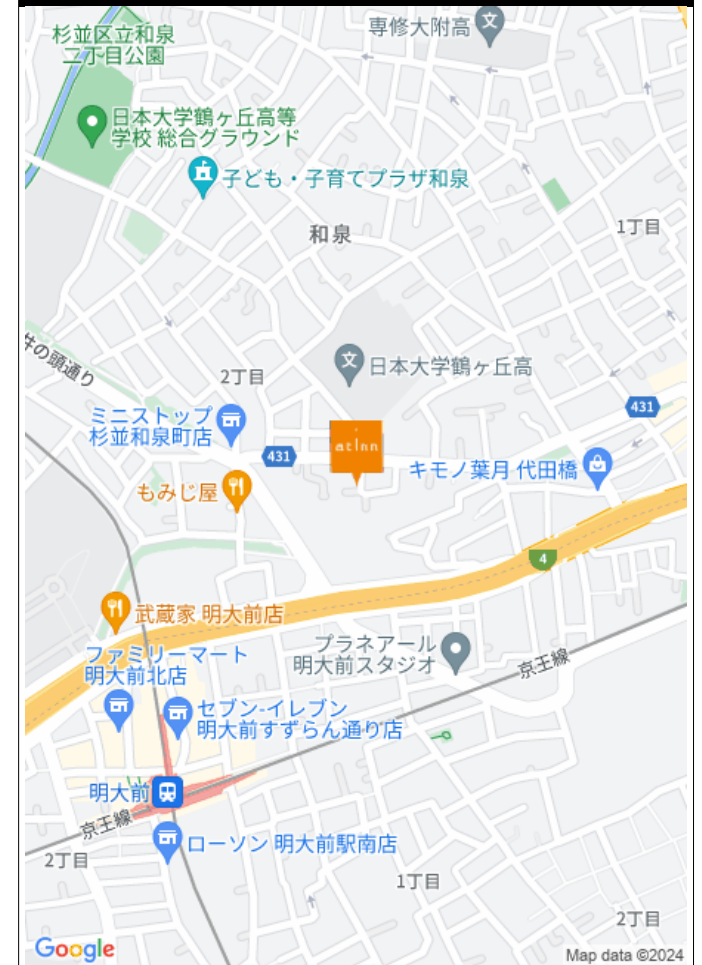 専修大附高
杉並区立和泉
二丁目公園
日本大学鶴ヶ丘高等
学校 総合グラウンド
子ども・子育てプラザ和泉
1丁目
和泉
井の頭通り
2丁目
日本大学鶴ヶ丘高
ミニストップ
杉並和泉町店
431
atInn
431
キモノ葉月 代田橋
もみじ屋
4
武蔵家 明大前店
プラネアール
明大前スタジオ
京王線
ファミリーマート
明大前北店
セブン-イレブン
明大前すずらん通り店
明大前
京王線
ローソン 明大前駅南店
2丁目
1丁目
2丁目
Google
Map data ©2024